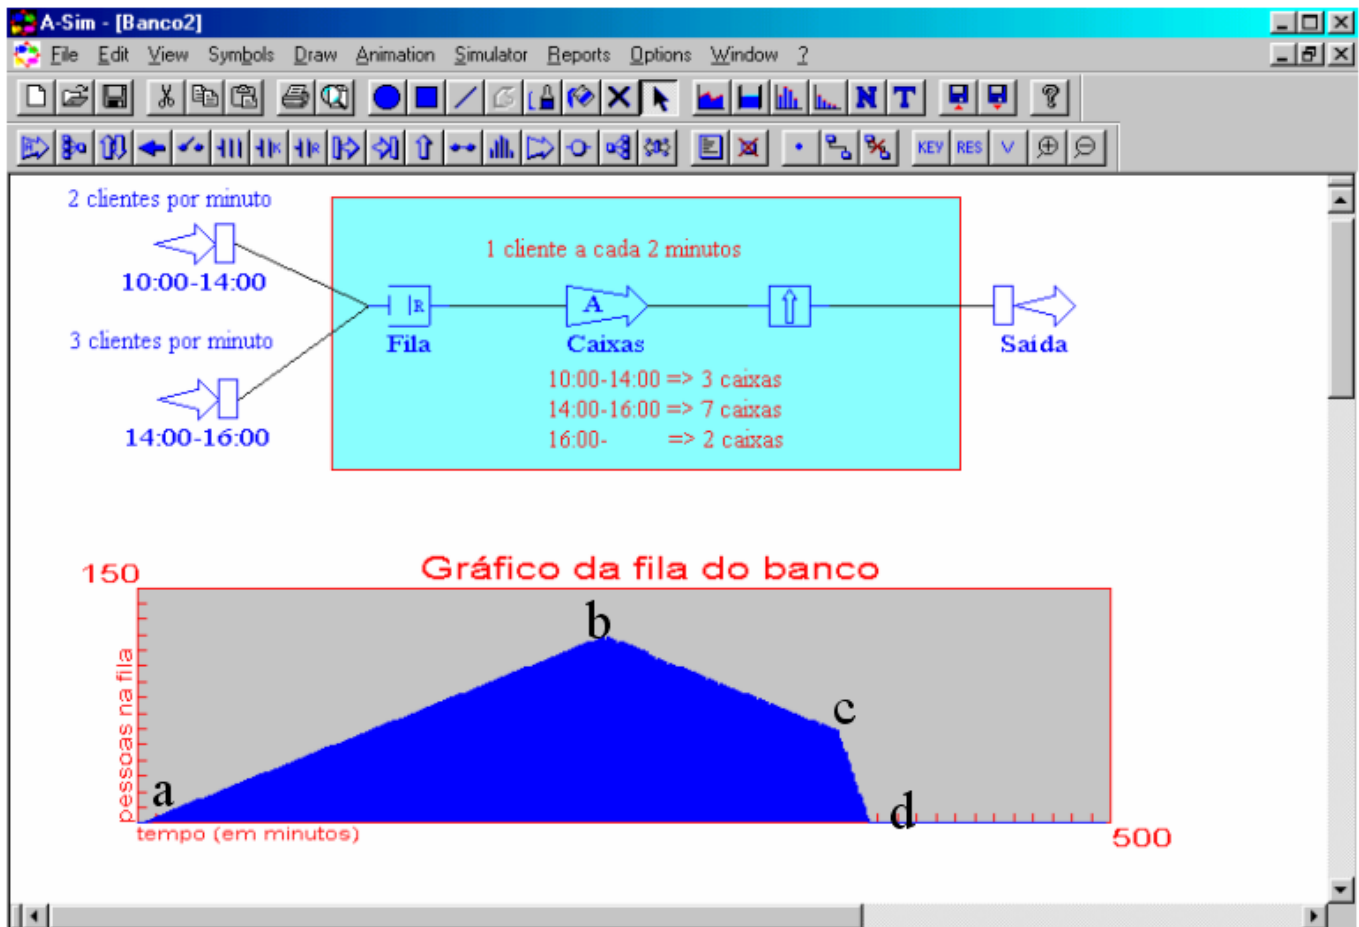 A-Sim - [Banco2]
File Edit View Symbols Draw Animation Simulator Reports Options Window ?
N T ?
K R KEY RES V
2 clientes por minuto
10:00-14:00
3 clientes por minuto
14:00-16:00
1 cliente a cada 2 minutos
R
Fila
A
Caixas
10:00-14:00 => 3 caixas
14:00-16:00 => 7 caixas
16:00- => 2 caixas
Saída
Gráfico da fila do banco
150
pessoas na fila
a
b
c
d
tempo (em minutos)
500